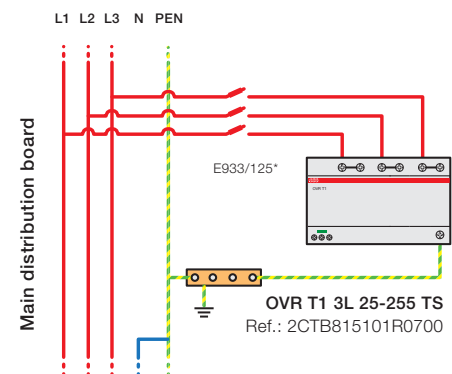 L1 L2 L3 N PEN
Main distribution board
E933/125*
OVR T1
OVR T1 3L 25-255 TS
Ref.: 2CTB815101R0700